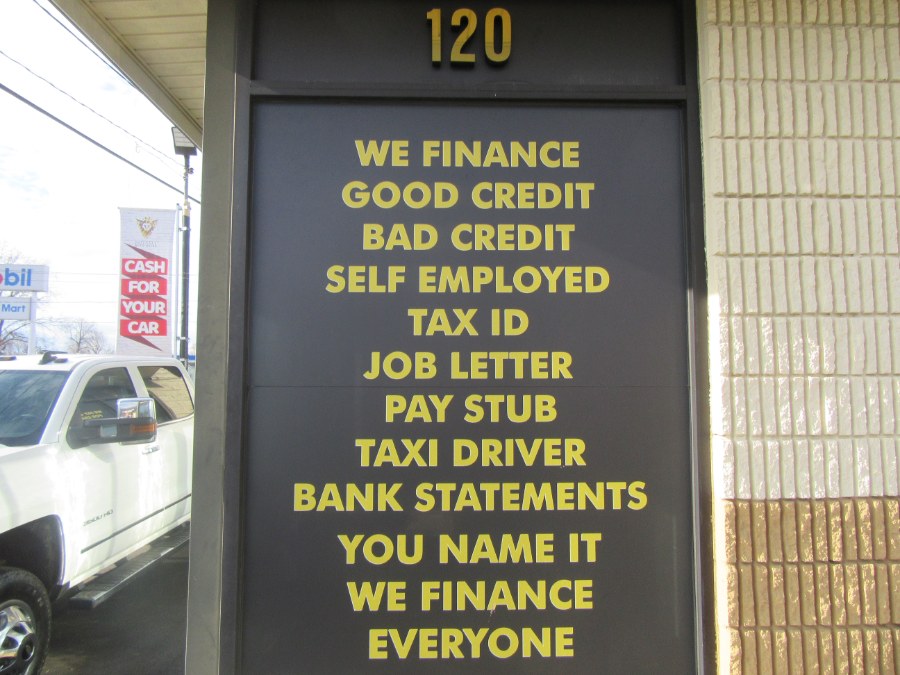 120
WE FINANCE
GOOD CREDIT
BAD CREDIT
SELF EMPLOYED
TAX ID
JOB LETTER
PAY STUB
TAXI DRIVER
BANK STATEMENTS
YOU NAME IT
WE FINANCE
EVERYONE
CASH
FOR
YOUR
CAR
bil
Mart